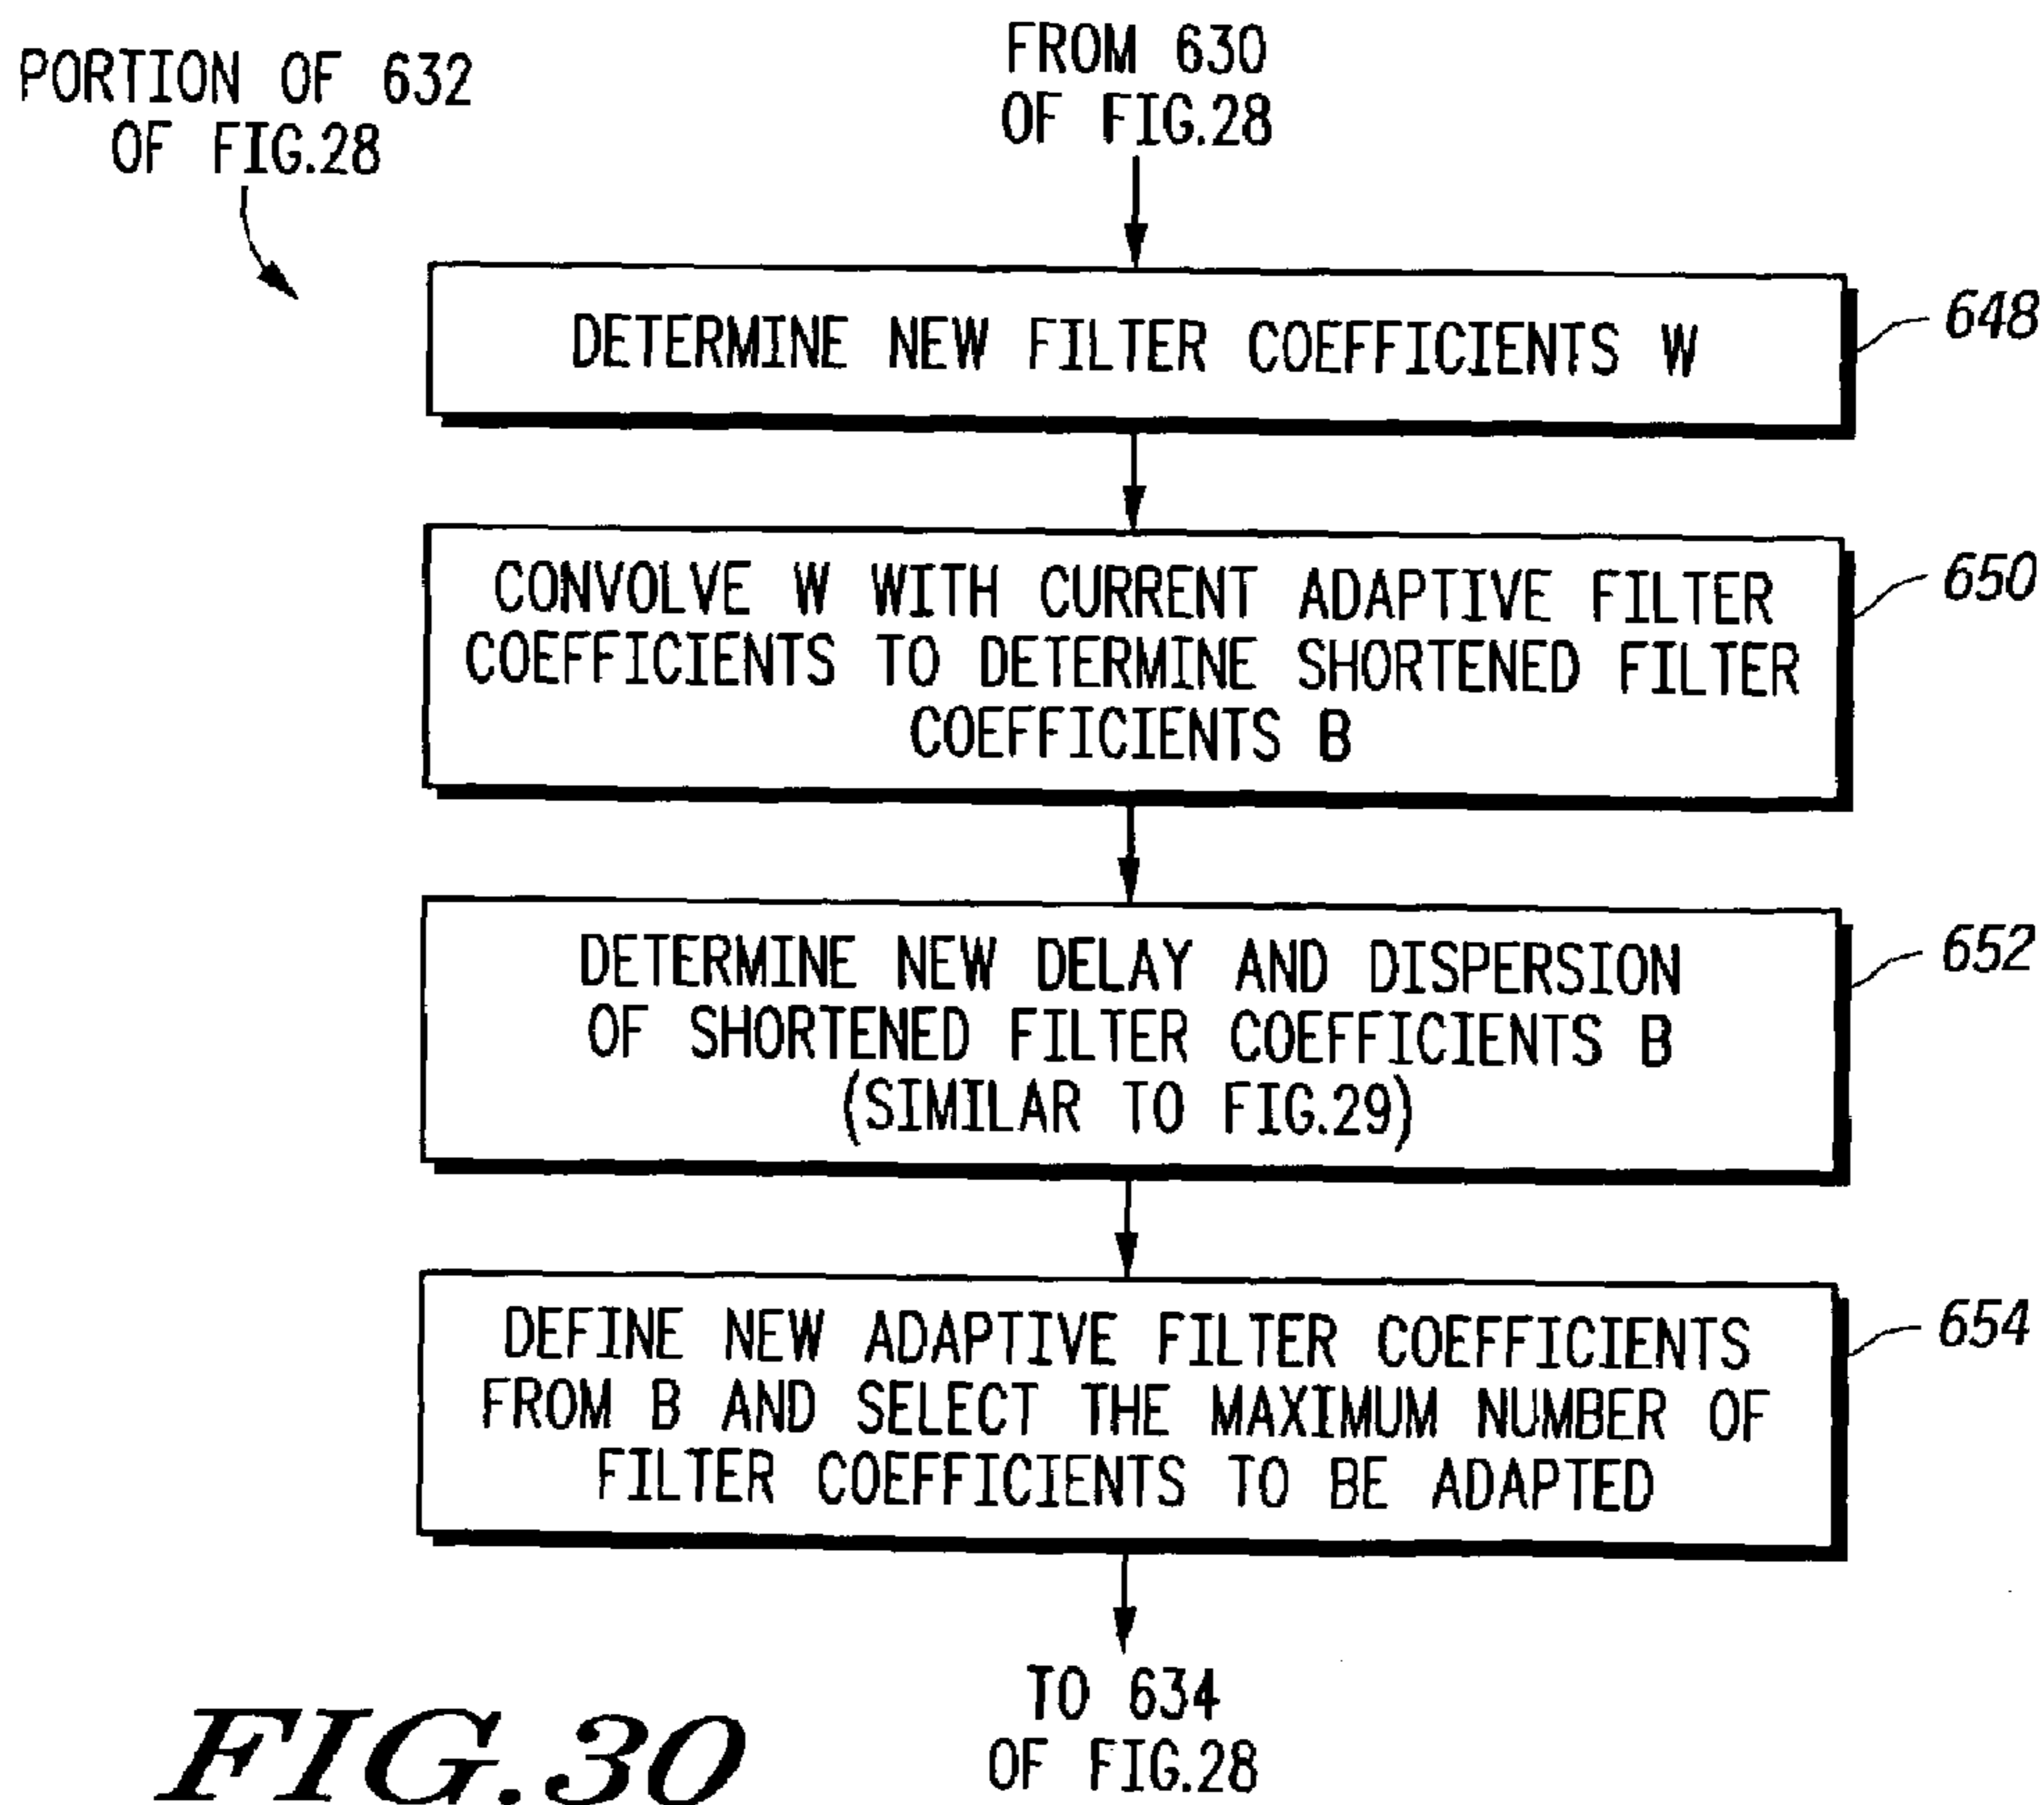 PORTION OF 632
OF FIG.28
FROM 630
OF FIG.28
DETERMINE NEW FILTER COEFFICIENTS W
648
CONVOLVE W WITH CURRENT ADAPTIVE FILTER
COEFFICIENTS TO DETERMINE SHORTENED FILTER
COEFFICIENTS B
650
DETERMINE NEW DELAY AND DISPERSION
OF SHORTENED FILTER COEFFICIENTS B
(SIMILAR TO FIG.29)
652
DEFINE NEW ADAPTIVE FILTER COEFFICIENTS
FROM B AND SELECT THE MAXIMUM NUMBER OF
FILTER COEFFICIENTS TO BE ADAPTED
654
TO 634
OF FIG.28
FIG.30